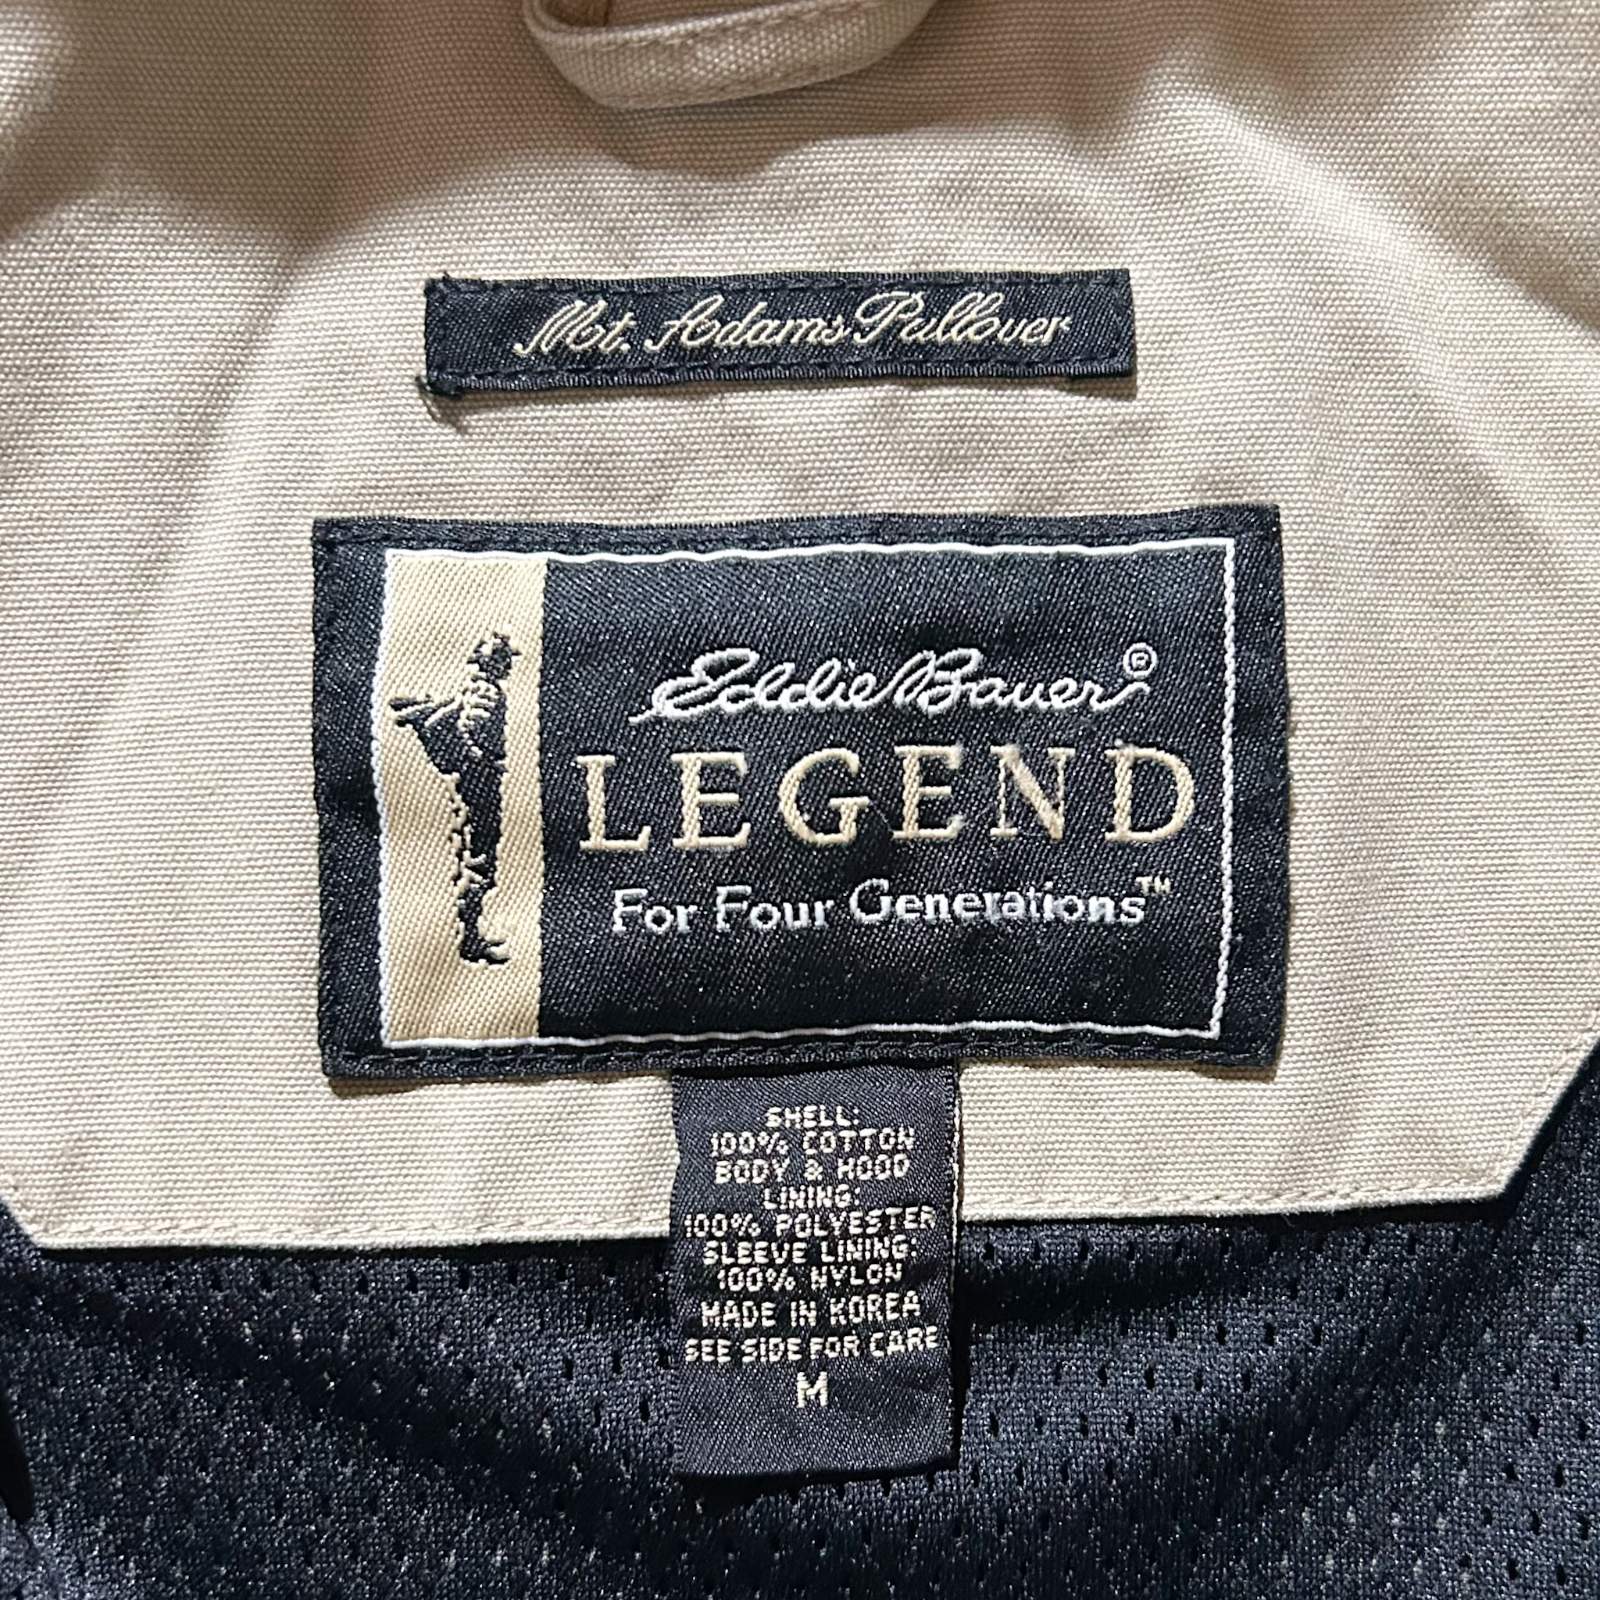 Mt. Adams Pullover
Eddie Bauer®
LEGEND
For Four Generations™
SHELL:
100% COTTON
BODY & HOOD
LINING:
100% POLYESTER
SLEEVE LINING:
100% NYLON
MADE IN KOREA
SEE SIDE FOR CARE
M